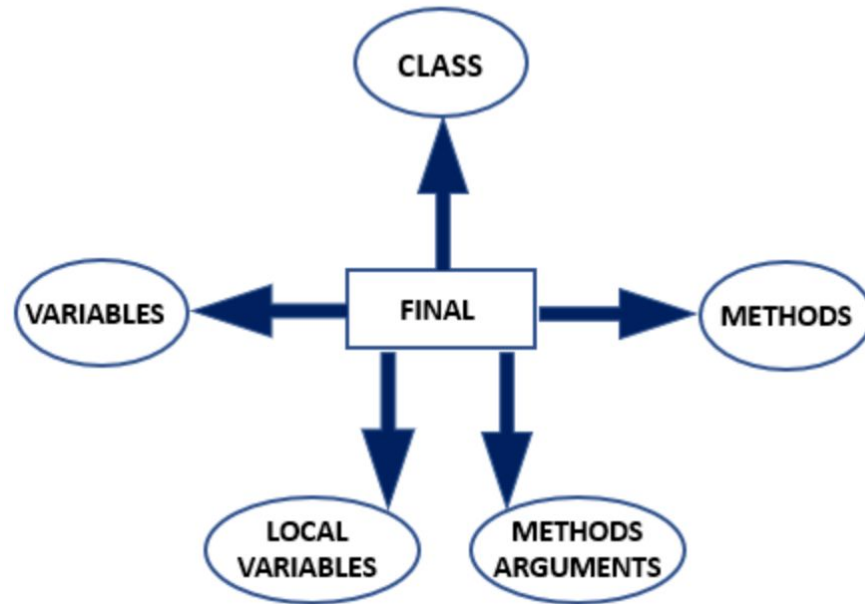 CLASS
VARIABLES
FINAL
METHODS
LOCAL
VARIABLES
METHODS
ARGUMENTS